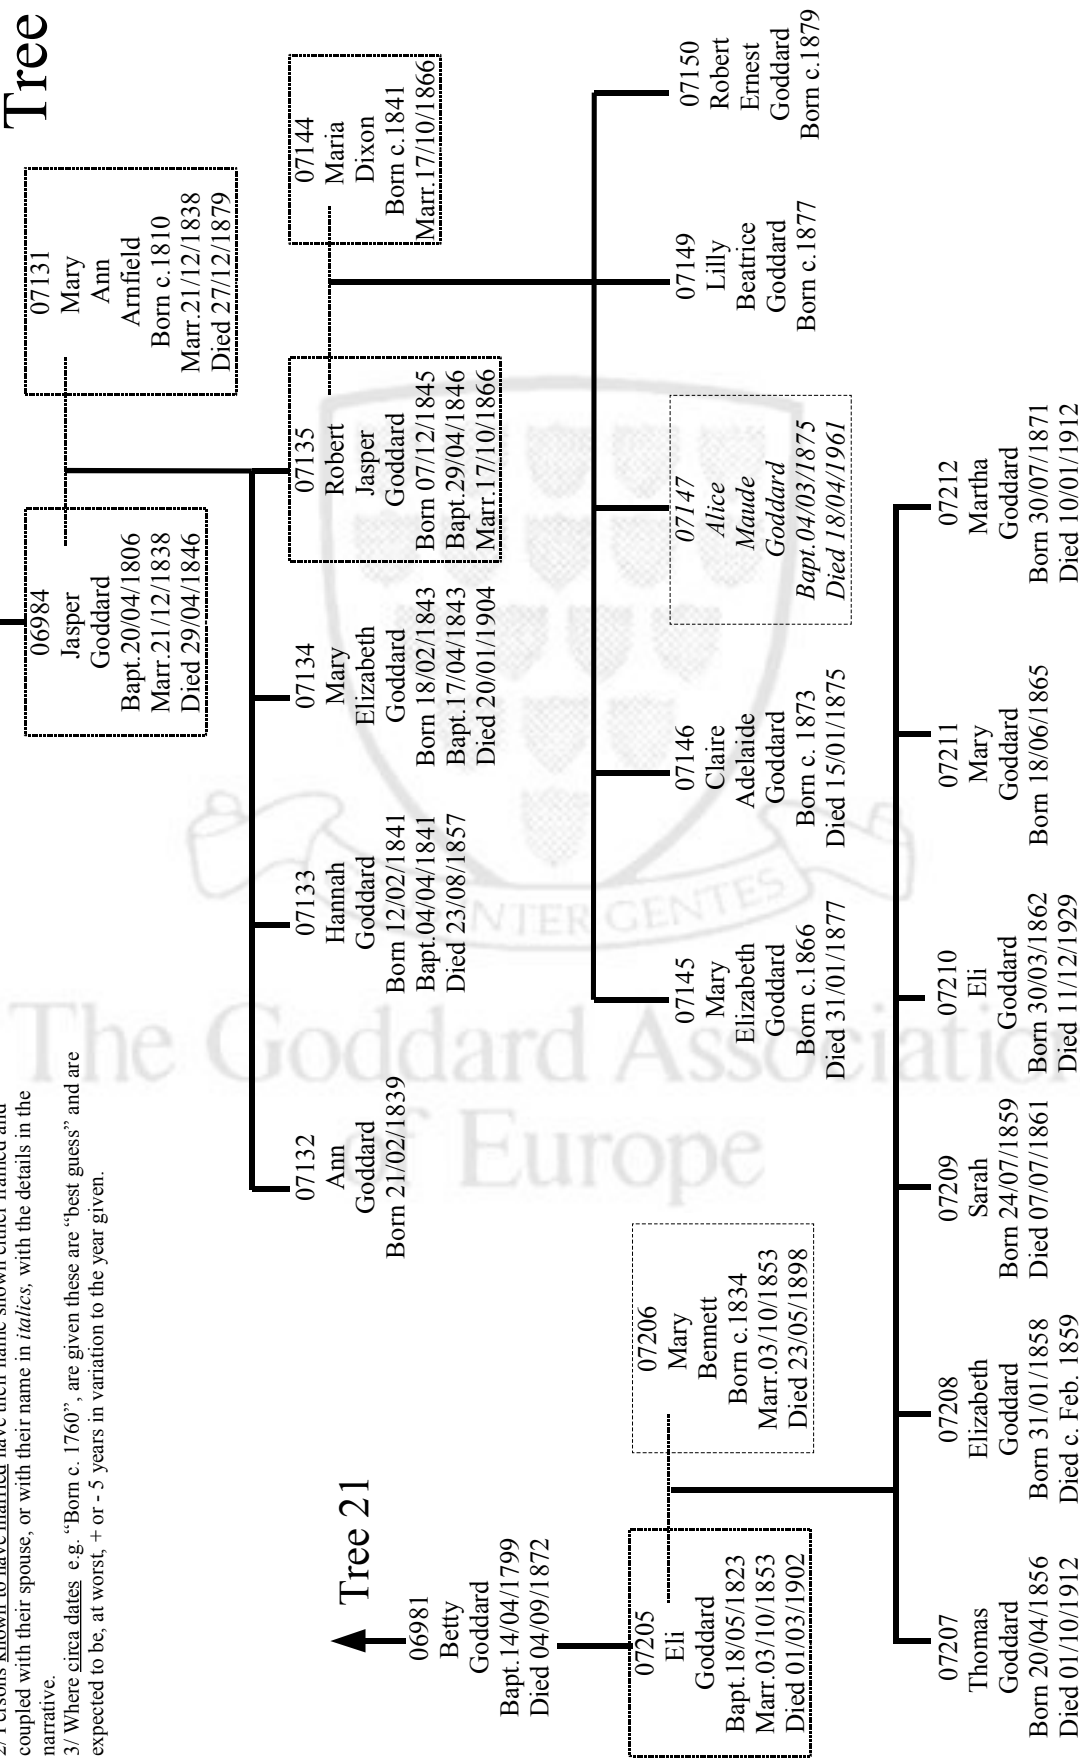 Tree
coupled with their spouse, or with their name in italics, with the details in the
narrative.
3/ Where circa dates e.g. “Born c. 1760”, are given these are “best guess” and are
expected to be, at worst, + or - 5 years in variation to the year given.
06984
Jasper
Goddard
Bapt.20/04/1806
Marr.21/12/1838
Died 29/04/1846
07131
Mary
Ann
Arnfield
Born c.1810
Marr.21/12/1838
Died 27/12/1879
07132
Ann
Goddard
Born 21/02/1839
07133
Hannah
Goddard
Born 12/02/1841
Bapt.04/04/1841
Died 23/08/1857
07134
Mary
Elizabeth
Goddard
Born 18/02/1843
Bapt.17/04/1843
Died 20/01/1904
07135
Robert
Jasper
Goddard
Born 07/12/1845
Bapt.29/04/1846
Marr.17/10/1866
07144
Maria
Dixon
Born c.1841
Marr.17/10/1866
07145
Mary
Elizabeth
Goddard
Born c.1866
Died 31/01/1877
07146
Claire
Adelaide
Goddard
Born c. 1873
Died 15/01/1875
07147
Alice
Maude
Goddard
Bapt.04/03/1875
Died 18/04/1961
07149
Lilly
Beatrice
Goddard
Born c.1877
07150
Robert
Ernest
Goddard
Born c.1879
Tree 21
06981
Betty
Goddard
Bapt.14/04/1799
Died 04/09/1872
07205
Eli
Goddard
Bapt.18/05/1823
Marr.03/10/1853
Died 01/03/1902
07206
Mary
Bennett
Born c.1834
Marr.03/10/1853
Died 23/05/1898
07207
Thomas
Goddard
Born 20/04/1856
Died 01/10/1912
07208
Elizabeth
Goddard
Born 31/01/1858
Died c. Feb. 1859
07209
Sarah
Born 24/07/1859
Died 07/07/1861
07210
Eli
Goddard
Born 30/03/1862
Died 11/12/1929
07211
Mary
Goddard
Born 18/06/1865
07212
Martha
Goddard
Born 30/07/1871
Died 10/01/1912
INTER GENTES
The Goddard Associatio
of Europe